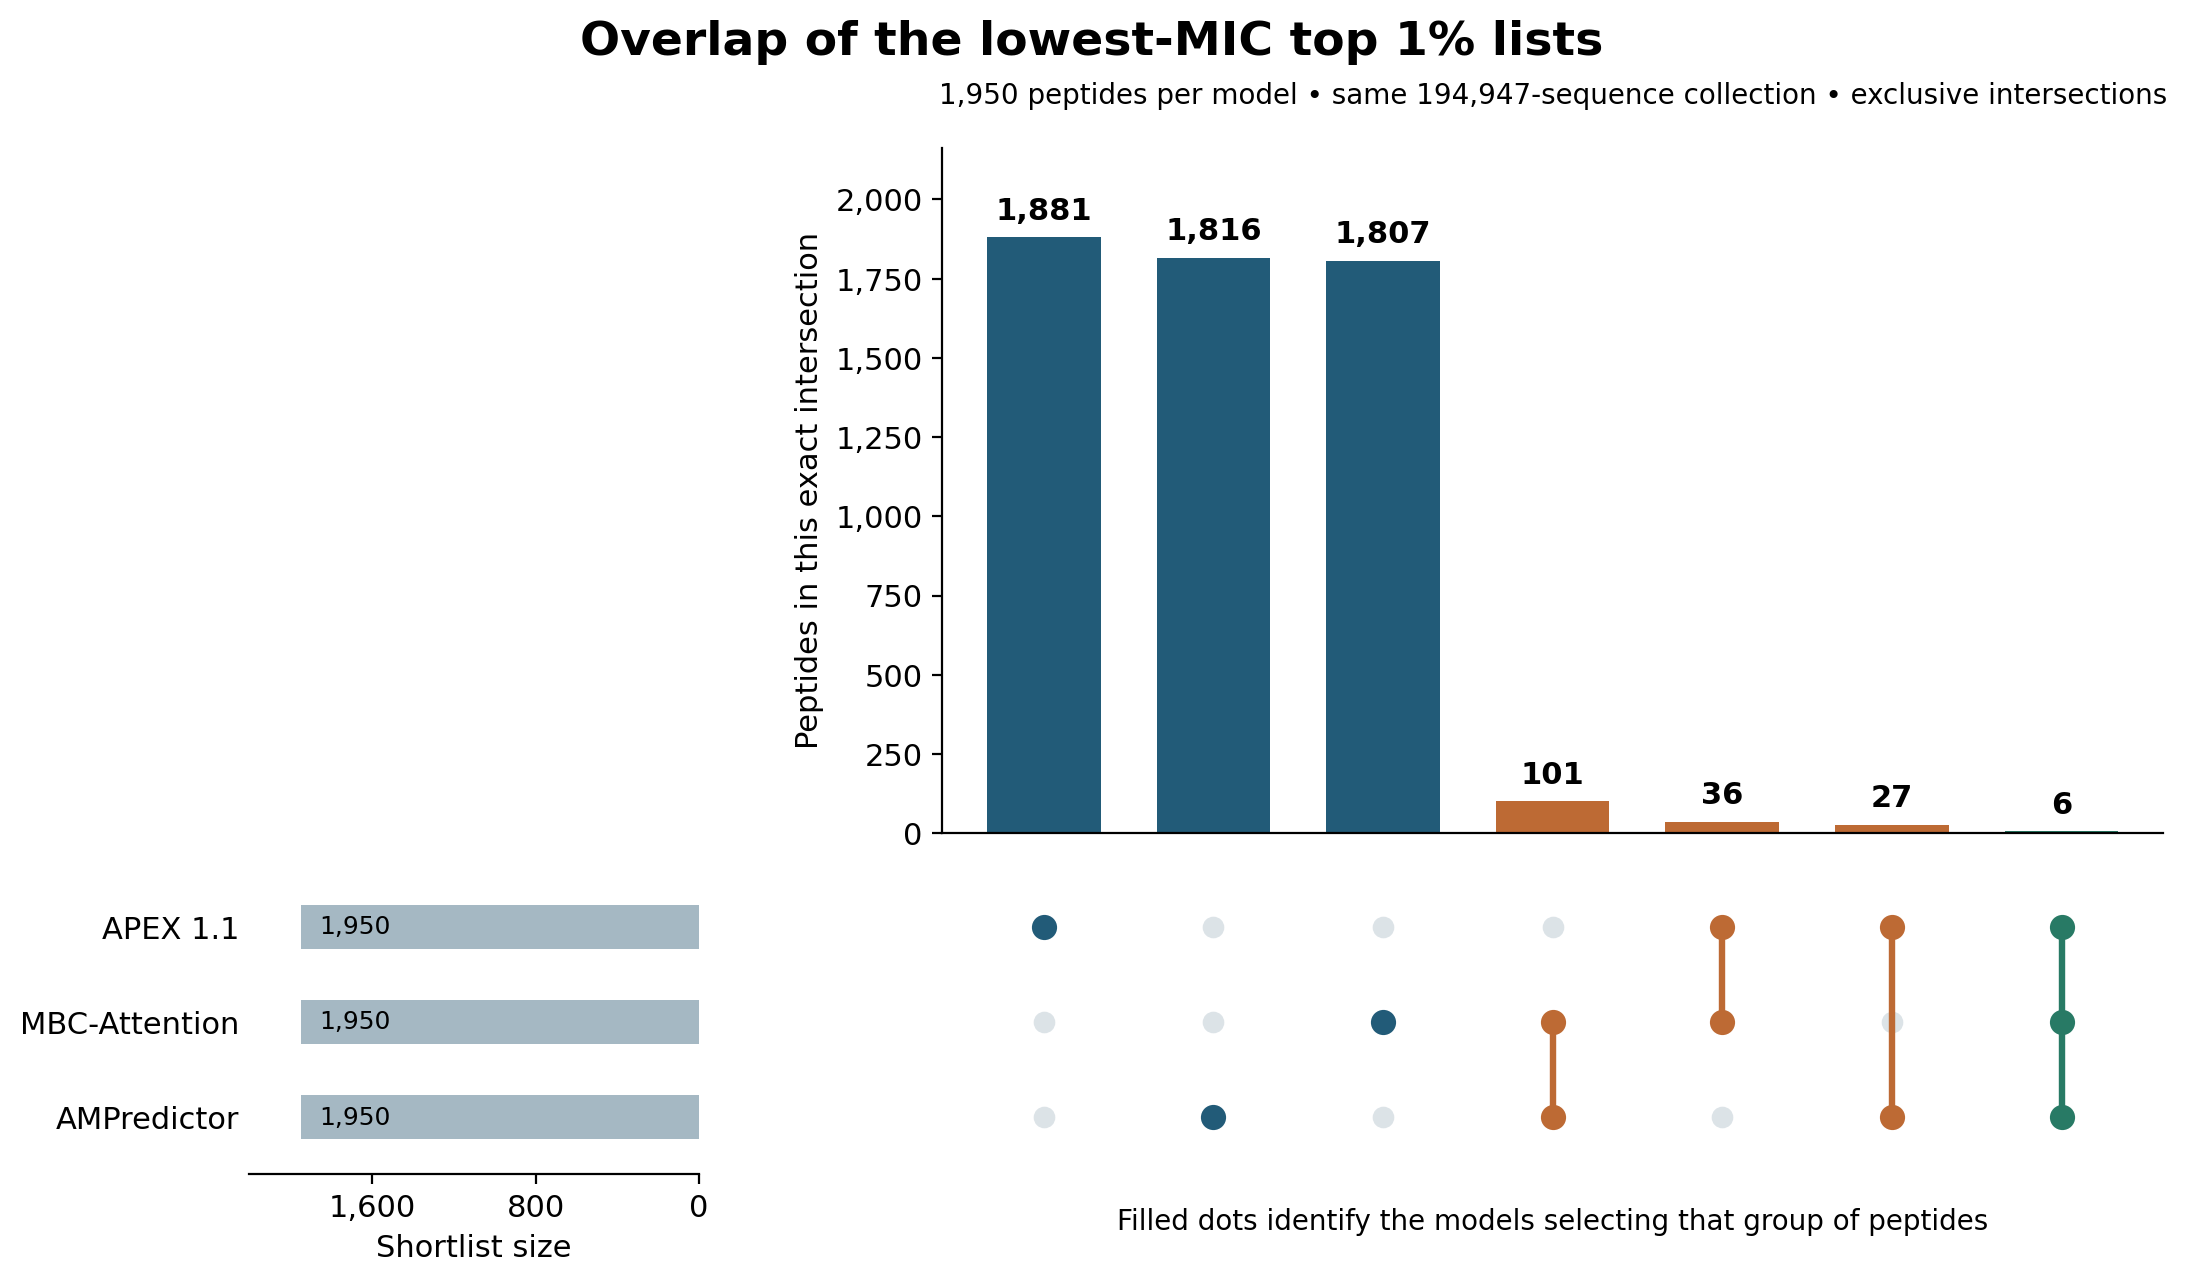 Overlap of the lowest-MIC top 1% lists
1,950 peptides per model • same 194,947-sequence collection • exclusive intersections
Peptides in this exact intersection
2,000
1,750
1,500
1,250
1,000
750
500
250
0
1,881
1,816
1,807
101
36
27
6
APEX 1.1
1,950
MBC-Attention
1,950
AMPredictor
1,950
1,600
800
0
Shortlist size
Filled dots identify the models selecting that group of peptides